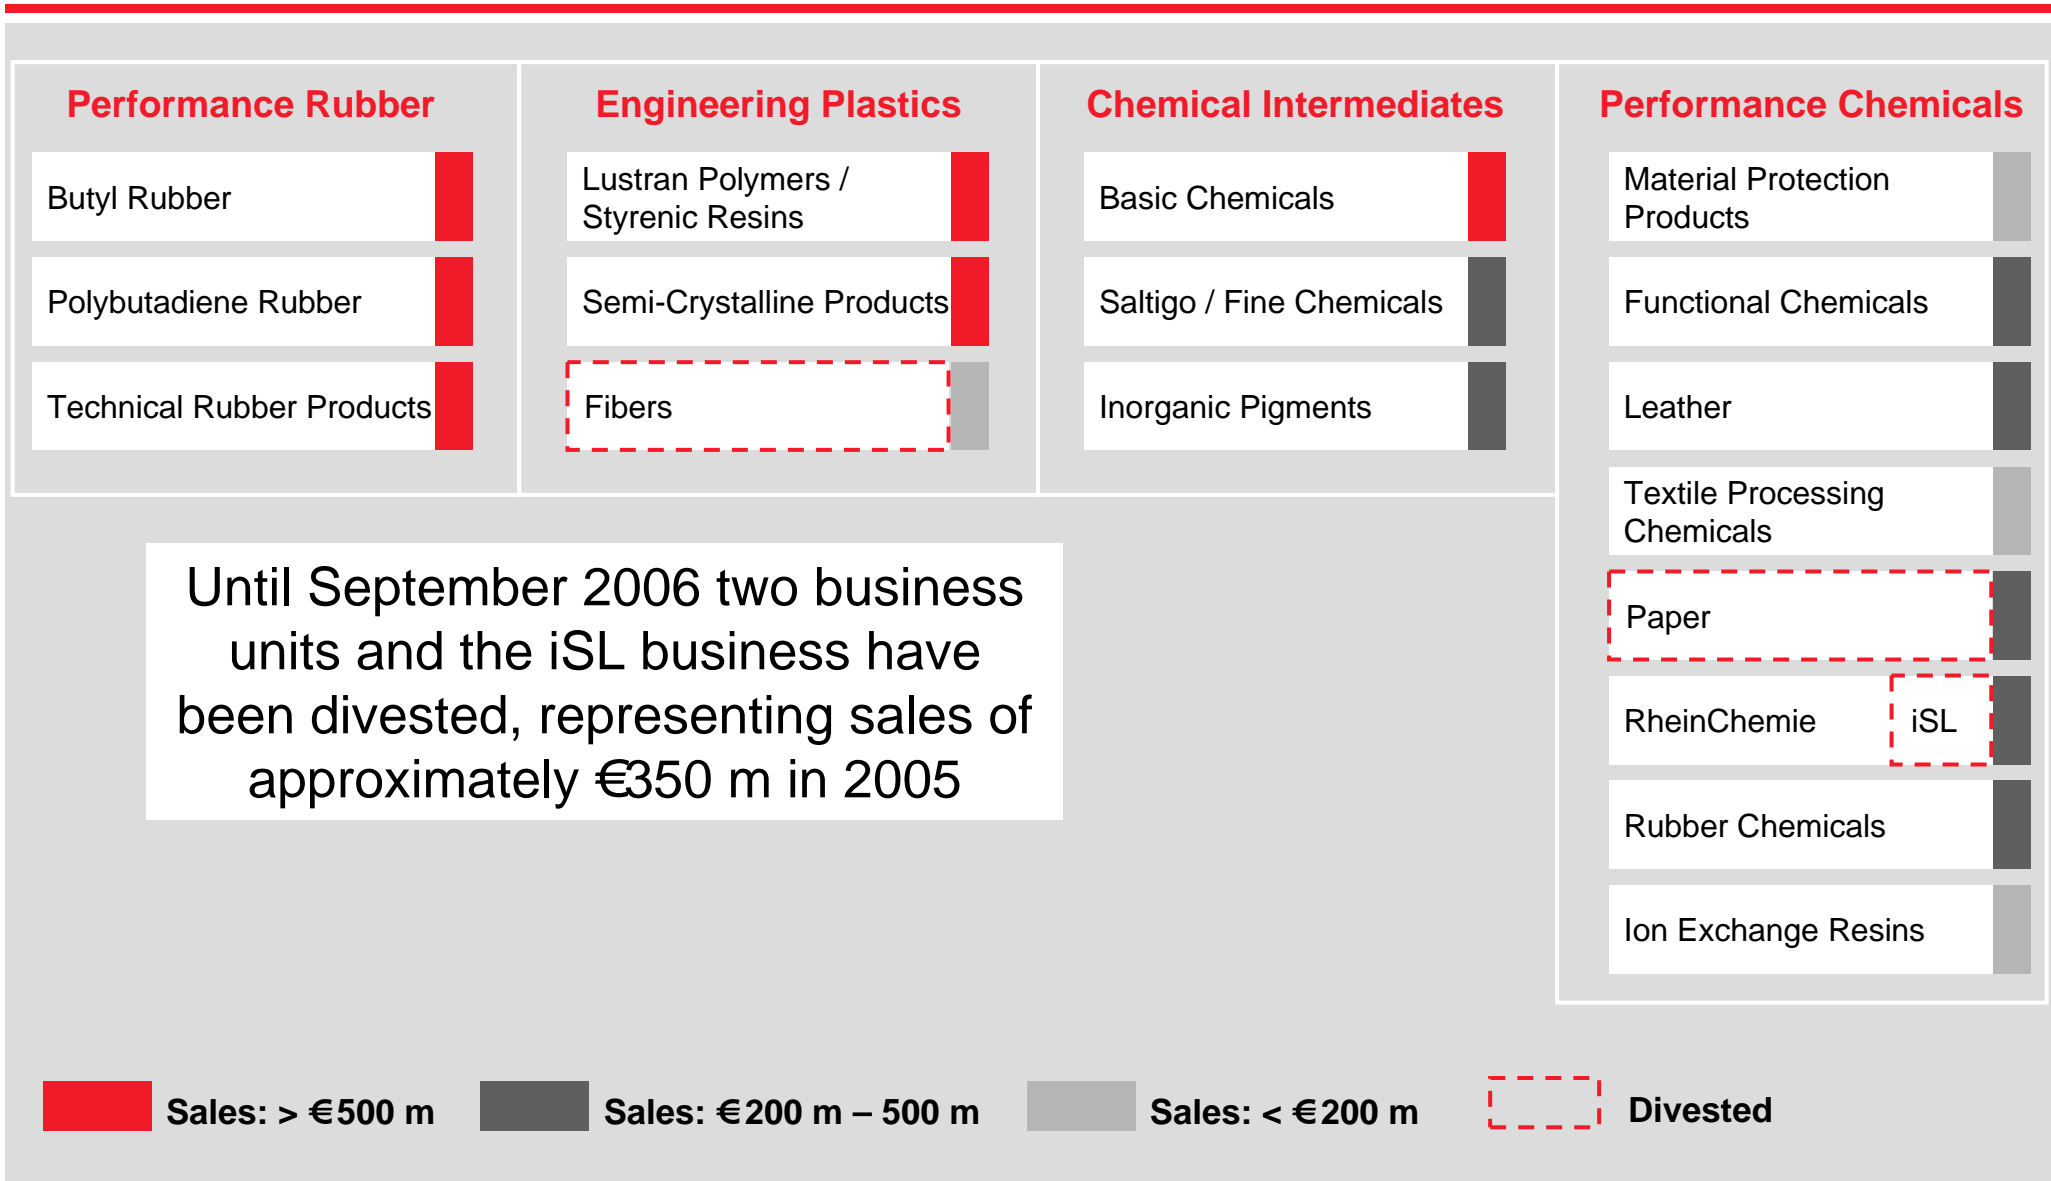 Performance Rubber
Butyl Rubber
Polybutadiene Rubber
Technical Rubber Products
Engineering Plastics
Lustran Polymers /
Styrenic Resins
Semi-Crystalline Products
Fibers
Chemical Intermediates
Basic Chemicals
Saltigo / Fine Chemicals
Inorganic Pigments
Performance Chemicals
Material Protection
Products
Functional Chemicals
Leather
Textile Processing
Chemicals
Paper
RheinChemie iSL
Rubber Chemicals
Ion Exchange Resins
Until September 2006 two business
units and the iSL business have
been divested, representing sales of
approximately €350 m in 2005
Sales: > €500 m
Sales: €200 m – 500 m
Sales: < €200 m
Divested